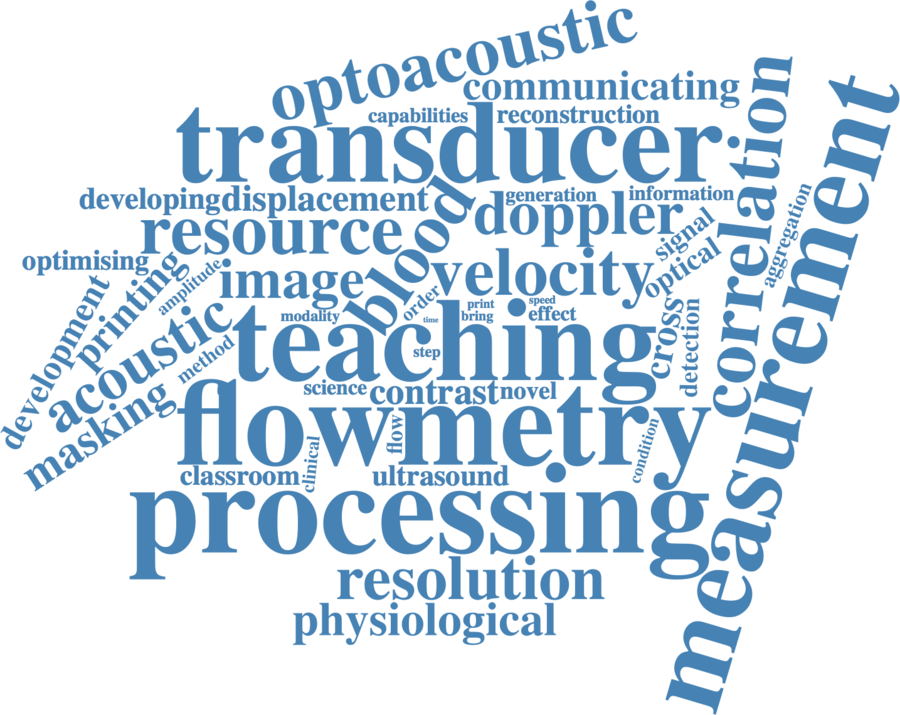 optoacoustic
communicating
capabilities
reconstruction
transducer
correlation
measurement
developing
displacement
generation
information
blood
doppler
resource
signal
aggregation
optimising
printing
amplitude
image
velocity
optical
development
acoustic
modality
order
time
print
bring
speed
effect
teaching
cross
detection
method
step
masking
science
contrast
novel
flowmetry
flow
condition
classroom
clinical
ultrasound
processing
resolution
physiological